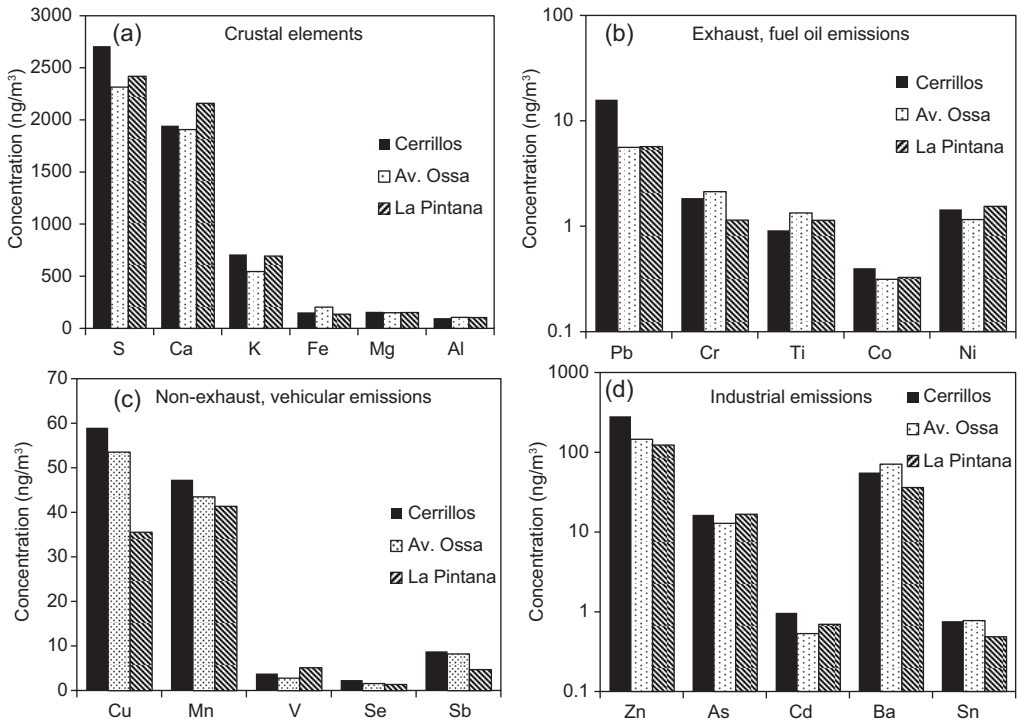 (a) Crustal elements
Concentration (ng/m³)
3000
2500
2000
1500
1000
500
0
Cerrillos
Av. Ossa
La Pintana
S Ca K Fe Mg Al
(b) Exhaust, fuel oil emissions
Concentration (ng/m³)
100
10
1
0.1
Cerrillos
Av. Ossa
La Pintana
Pb Cr Ti Co Ni
(c) Non-exhaust, vehicular emissions
Concentration (ng/m³)
70
60
50
40
30
20
10
0
Cerrillos
Av. Ossa
La Pintana
Cu Mn V Se Sb
(d) Industrial emissions
Concentration (ng/m³)
1000
100
10
1
0.1
Cerrillos
Av. Ossa
La Pintana
Zn As Cd Ba Sn